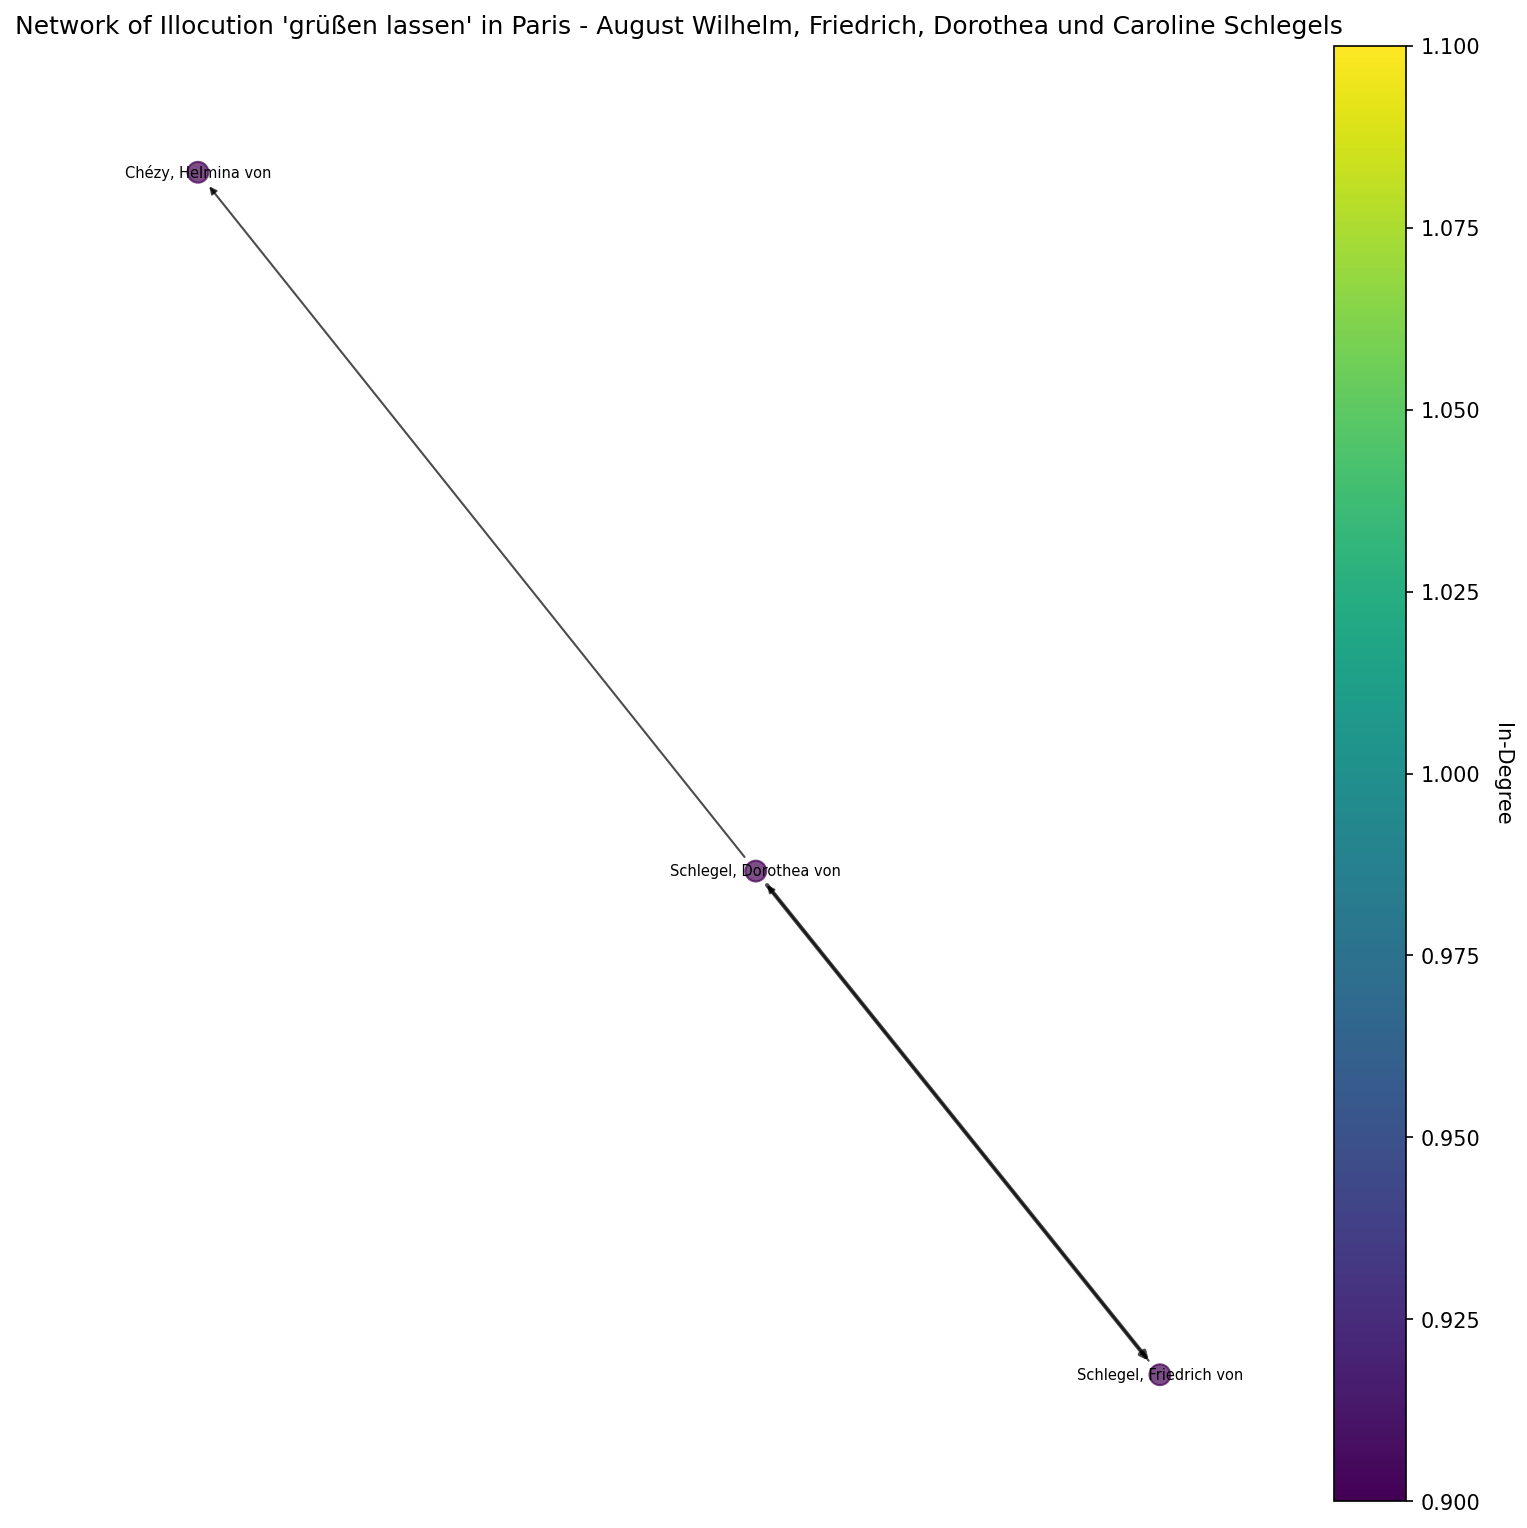 Network of Illocution 'grüßen lassen' in Paris - August Wilhelm, Friedrich, Dorothea und Caroline Schlegels
Chézy, Helmina von
Schlegel, Dorothea von
Schlegel, Friedrich von
1.100
1.075
1.050
1.025
1.000
0.975
0.950
0.925
0.900
In-Degree